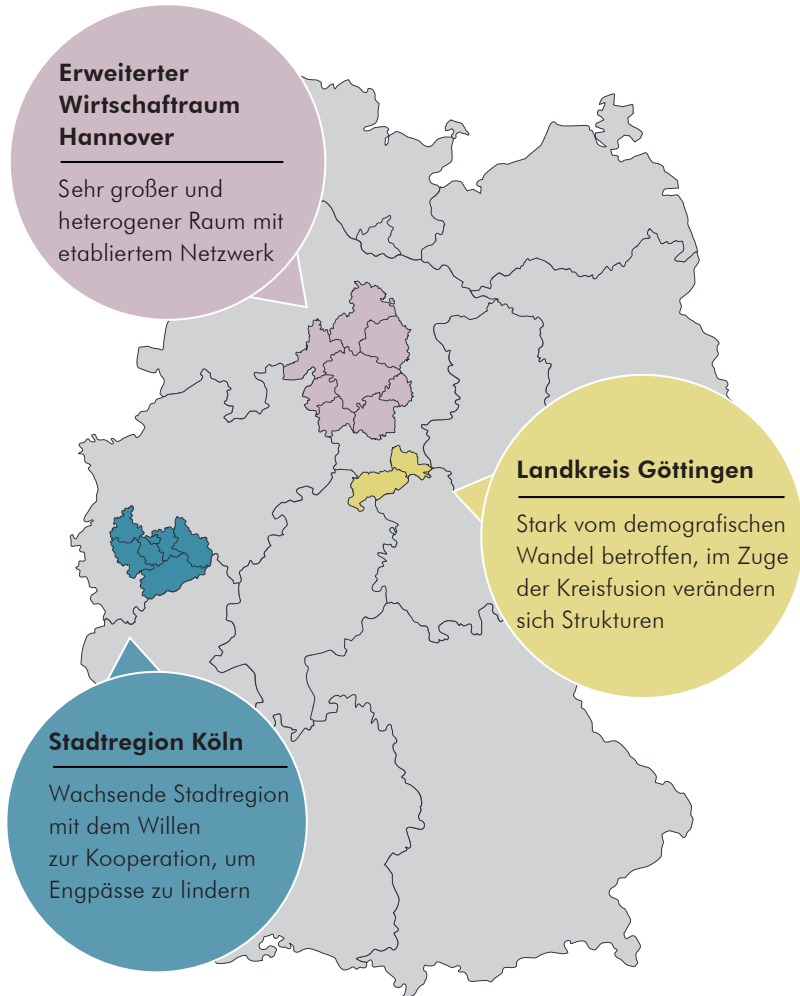 Erweiterter
Wirtschaftraum
Hannover
Sehr großer und
heterogener Raum mit
etabliertem Netzwerk
Landkreis Göttingen
Stark vom demografischen
Wandel betroffen, im Zuge
der Kreisfusion verändern
sich Strukturen
Stadtregion Köln
Wachsende Stadtregion
mit dem Willen
zur Kooperation, um
Engpässe zu lindern